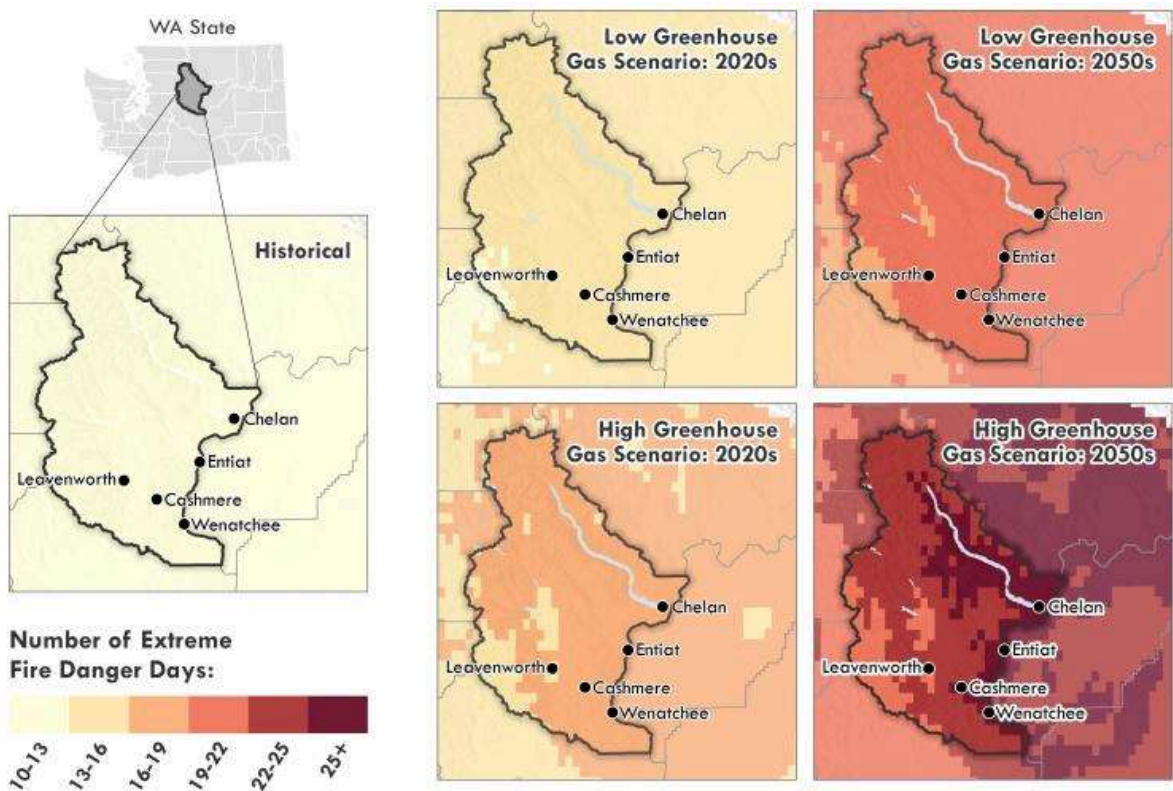 WA State
Historical
Chelan
Entiat
Leavenworth
Cashmere
Wenatchee
Number of Extreme
Fire Danger Days:
10-13
13-16
16-19
19-22
22-25
25+
Low Greenhouse
Gas Scenario: 2020s
Chelan
Entiat
Leavenworth
Cashmere
Wenatchee
Low Greenhouse
Gas Scenario: 2050s
Chelan
Entiat
Leavenworth
Cashmere
Wenatchee
High Greenhouse
Gas Scenario: 2020s
Chelan
Entiat
Leavenworth
Cashmere
Wenatchee
High Greenhouse
Gas Scenario: 2050s
Chelan
Entiat
Leavenworth
Cashmere
Wenatchee